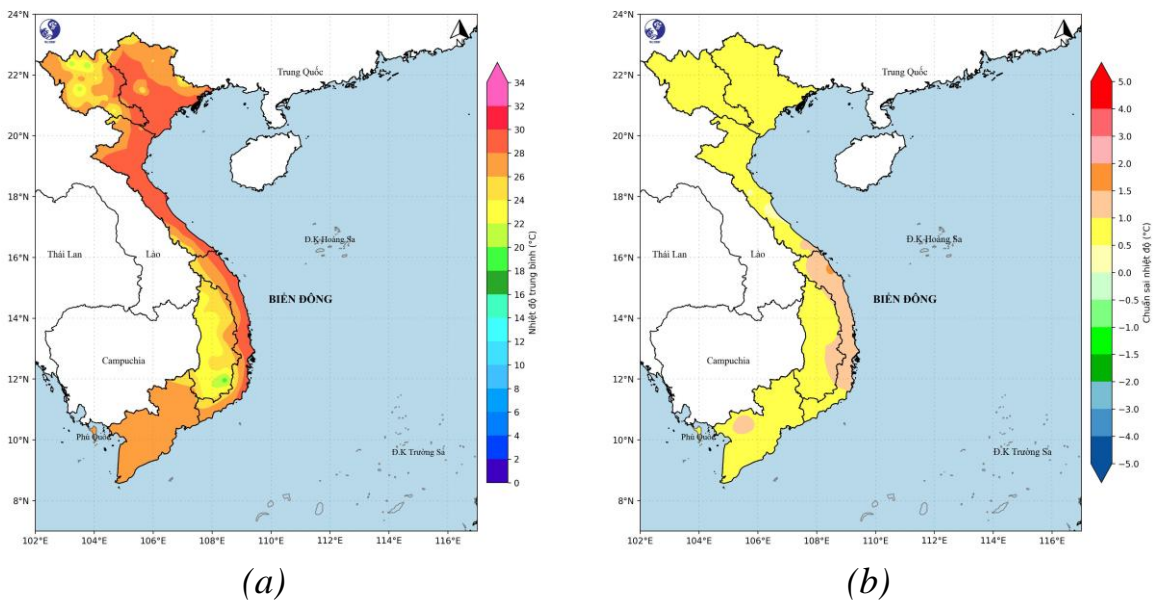 24°N
22°N
20°N
18°N
16°N
14°N
12°N
10°N
8°N
102°E
104°E
106°E
108°E
110°E
112°E
114°E
116°E
Trung Quốc
Thái Lan
Lào
Đ.K Hoàng Sa
BIỂN ĐÔNG
Campuchia
Phú Quốc
Đ.K Trường Sa
34
32
30
28
26
24
22
20
18
16
14
12
10
8
6
4
2
0
Nhiệt độ trung bình (°C)
(a)
24°N
22°N
20°N
18°N
16°N
14°N
12°N
10°N
8°N
102°E
104°E
106°E
108°E
110°E
112°E
114°E
116°E
Trung Quốc
Thái Lan
Lào
Đ.K Hoàng Sa
BIỂN ĐÔNG
Campuchia
Phú Quốc
Đ.K Trường Sa
5.0
4.0
3.0
2.0
1.5
1.0
0.5
0.0
−0.5
−1.0
−1.5
−2.0
−3.0
−4.0
−5.0
Chuẩn sai nhiệt độ (°C)
(b)